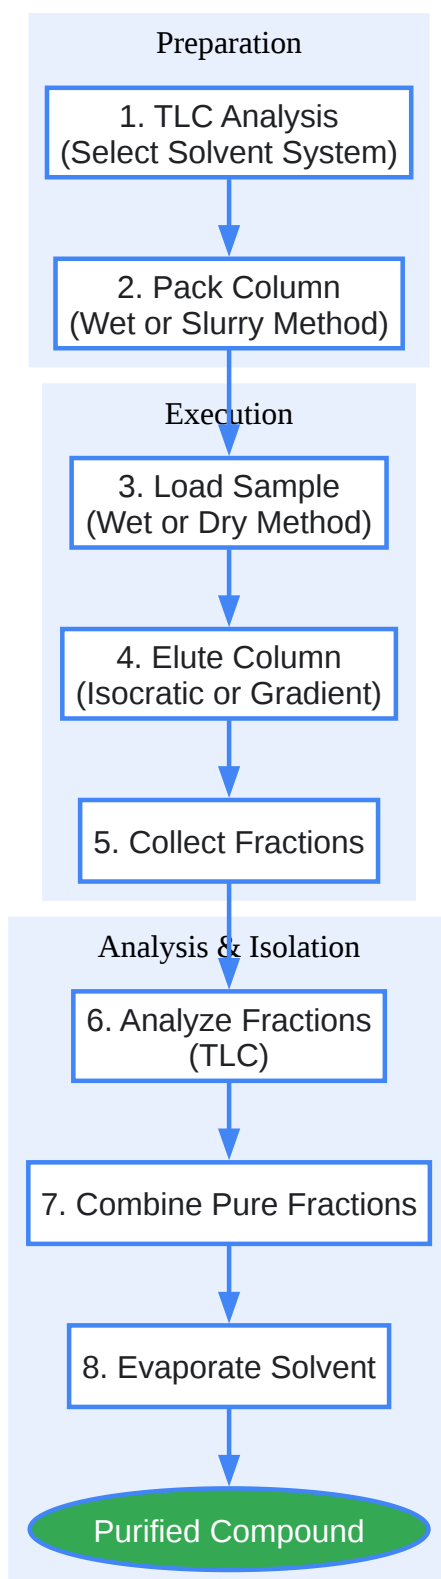 Preparation
1. TLC Analysis
(Select Solvent System)
2. Pack Column
(Wet or Slurry Method)
Execution
3. Load Sample
(Wet or Dry Method)
4. Elute Column
(Isocratic or Gradient)
5. Collect Fractions
Analysis & Isolation
6. Analyze Fractions
(TLC)
7. Combine Pure Fractions
8. Evaporate Solvent
Purified Compound